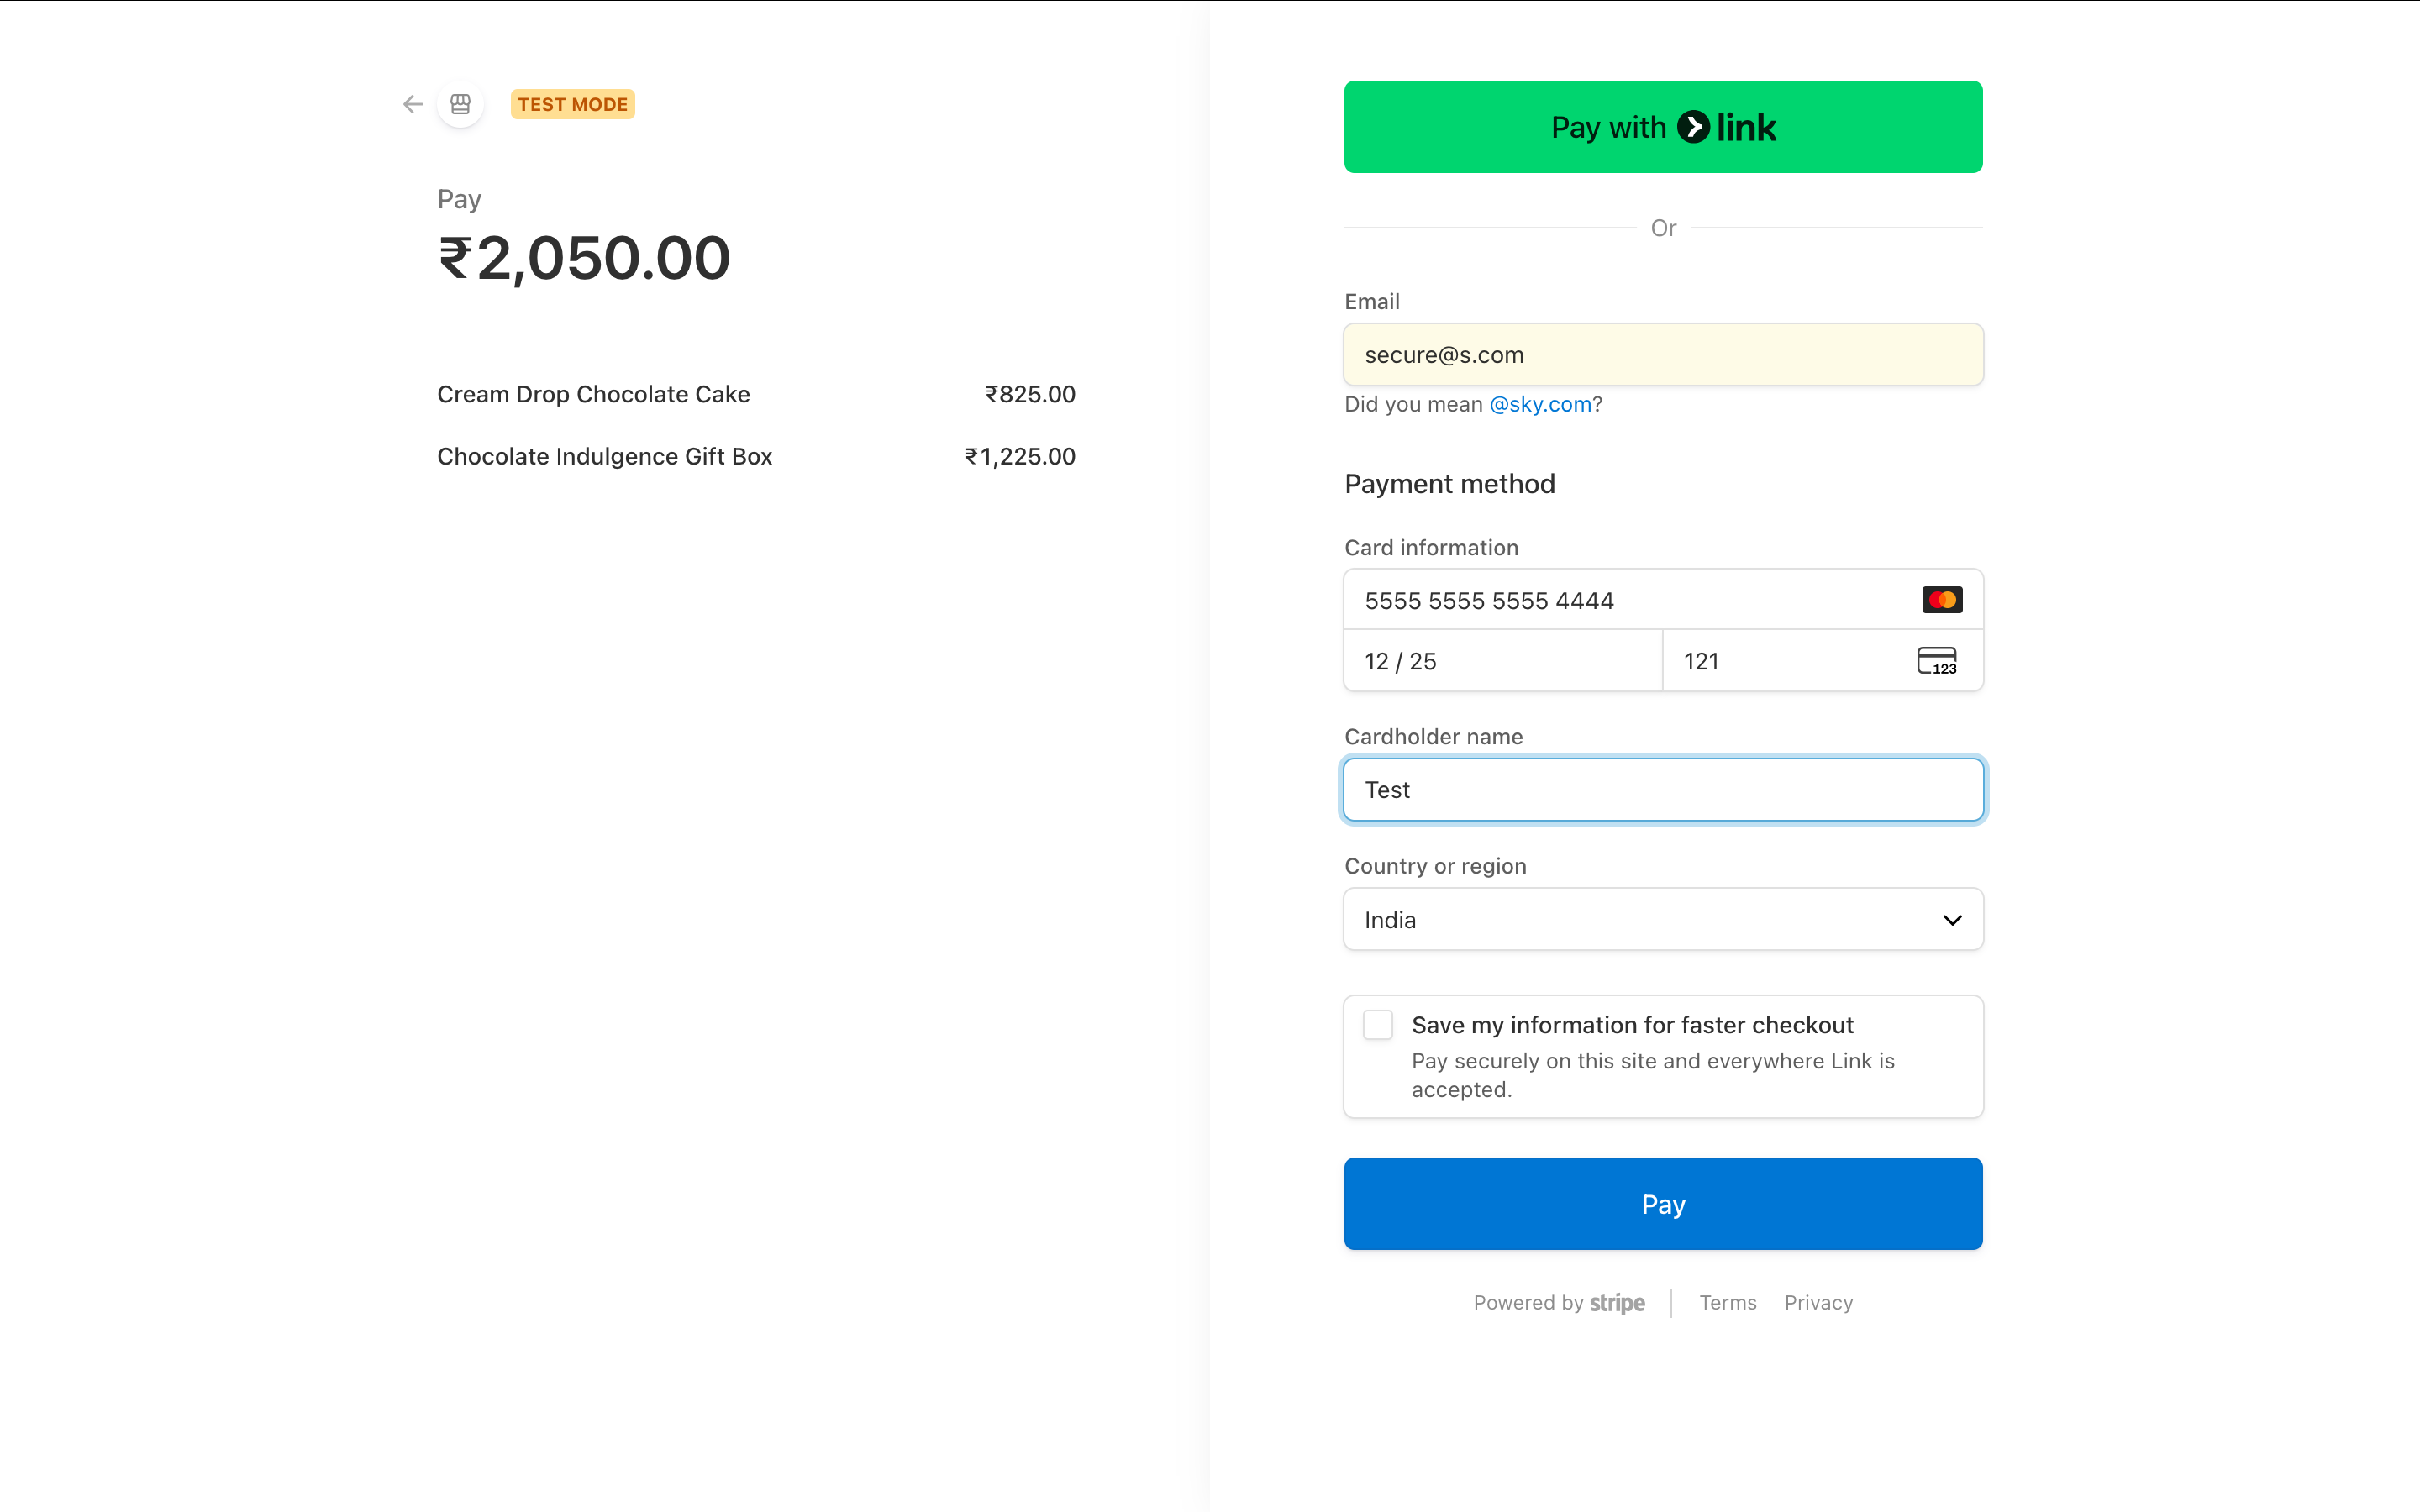 TEST MODE
Pay
₹2,050.00
Cream Drop Chocolate Cake ₹825.00
Chocolate Indulgence Gift Box ₹1,225.00
Pay with link
Or
Email
secure@s.com
Did you mean @sky.com?
Payment method
Card information
5555 5555 5555 4444
12 / 25 121 123
Cardholder name
Test
Country or region
India
Save my information for faster checkout
Pay securely on this site and everywhere Link is
accepted.
Pay
Powered by stripe Terms Privacy